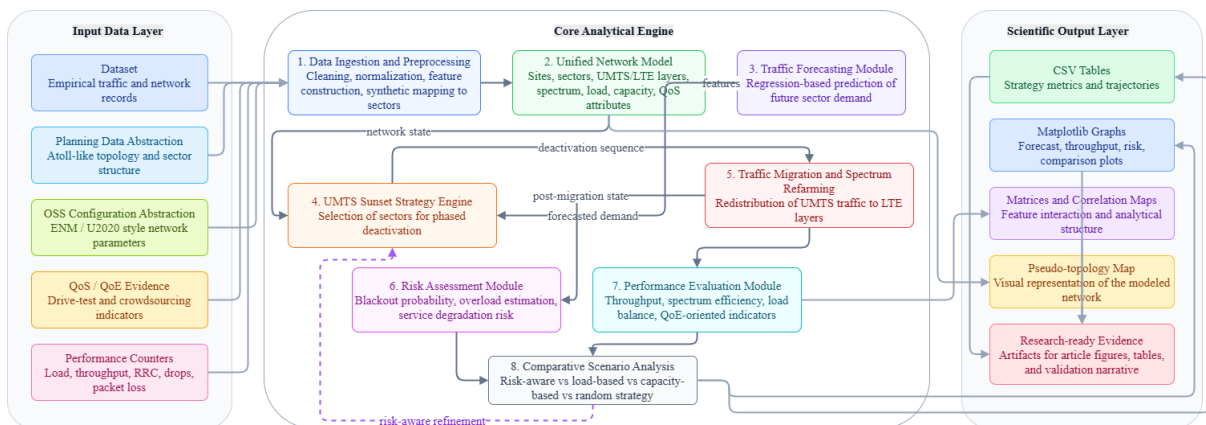 Input Data Layer
Dataset
Empirical traffic and network
records
Planning Data Abstraction
Atoll-like topology and sector
structure
OSS Configuration Abstraction
ENM / U2020 style network
parameters
QoS / QoE Evidence
Drive-test and crowdsourcing
indicators
Performance Counters
Load, throughput, RRC, drops,
packet loss
Core Analytical Engine
1. Data Ingestion and Preprocessing
Cleaning, normalization, feature
construction, synthetic mapping to
sectors
2. Unified Network Model
Sites, sectors, UMTS/LTE layers,
spectrum, load, capacity, QoS
attributes
features
3. Traffic Forecasting Module
Regression-based prediction of
future sector demand
network state
deactivation sequence
4. UMTS Sunset Strategy Engine
Selection of sectors for phased
deactivation
post-migration state
forecasted demand
5. Traffic Migration and Spectrum
Refarming
Redistribution of UMTS traffic to LTE
layers
6. Risk Assessment Module
Blackout probability, overload estimation,
service degradation risk
7. Performance Evaluation Module
Throughput, spectrum efficiency, load
balance, QoE-oriented indicators
8. Comparative Scenario Analysis
Risk-aware vs load-based vs capacity-
based vs random strategy
risk-aware refinement
Scientific Output Layer
CSV Tables
Strategy metrics and trajectories
Matplotlib Graphs
Forecast, throughput, risk,
comparison plots
Matrices and Correlation Maps
Feature interaction and analytical
structure
Pseudo-topology Map
Visual representation of the modeled
network
Research-ready Evidence
Artifacts for article figures, tables,
and validation narrative